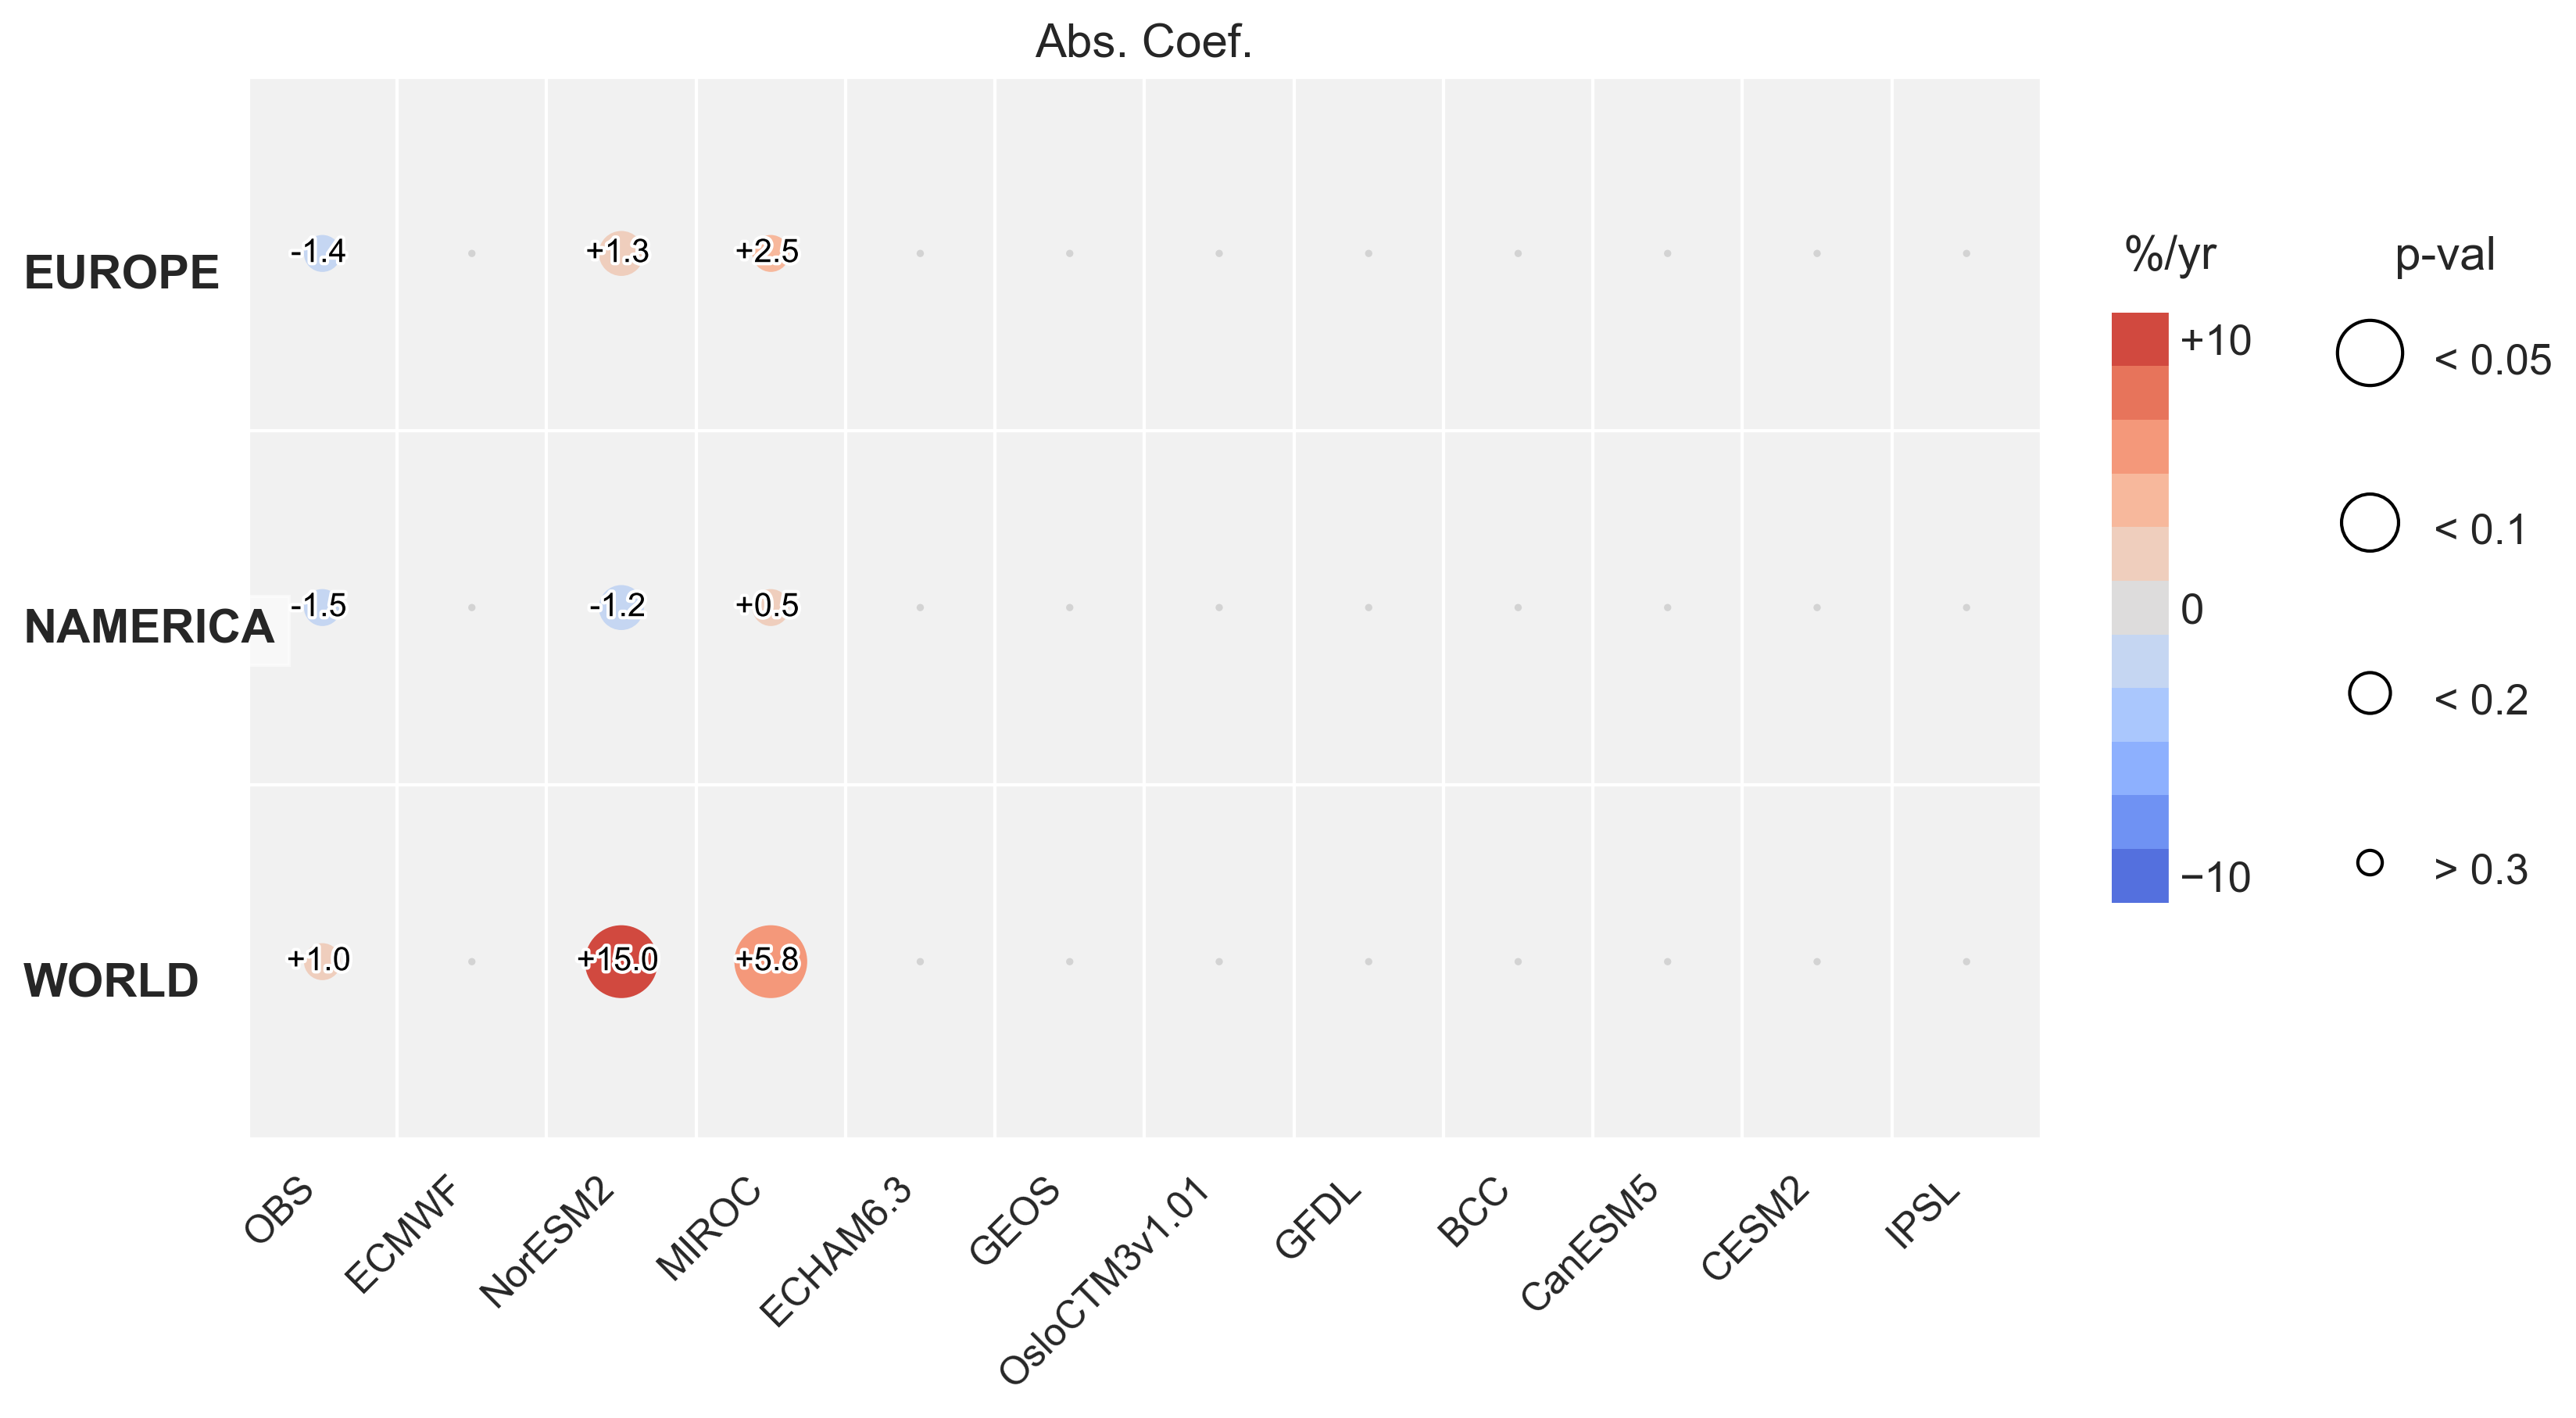 Abs. Coef.
EUROPE
-1.4
+1.3
+2.5
NAMERICA
-1.5
-1.2
+0.5
WORLD
+1.0
+15.0
+5.8
OBS
ECMWF
NorESM2
MIROC
ECHAM6.3
GEOS
OsloCTM3v1.01
GFDL
BCC
CanESM5
CESM2
IPSL
%/yr
+10
0
−10
p-val
< 0.05
< 0.1
< 0.2
> 0.3